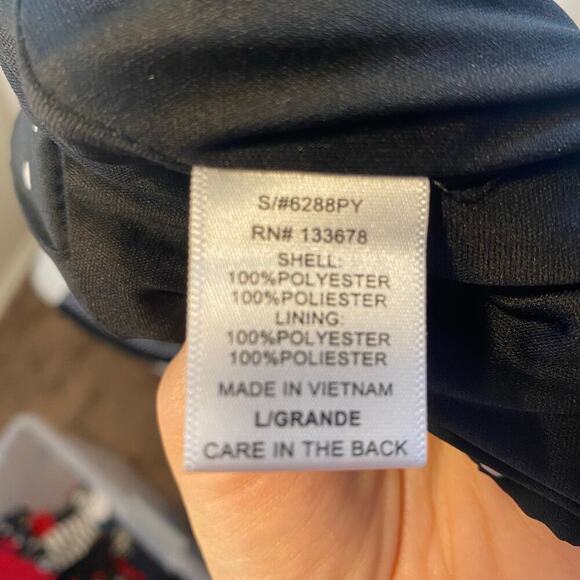 S/#6288PY
RN# 133678
SHELL:
100%POLYESTER
100%POLIESTER
LINING:
100%POLYESTER
100%POLIESTER
MADE IN VIETNAM
L/GRANDE
CARE IN THE BACK